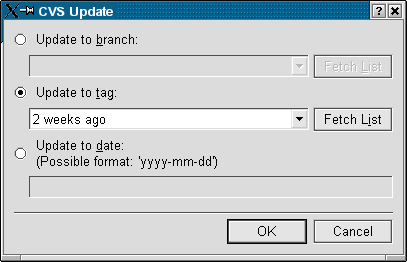 CVS Update
Update to branch:
Fetch List
Update to tag:
2 weeks ago
Fetch List
Update to date:
(Possible format: 'yyyy-mm-dd')
OK
Cancel